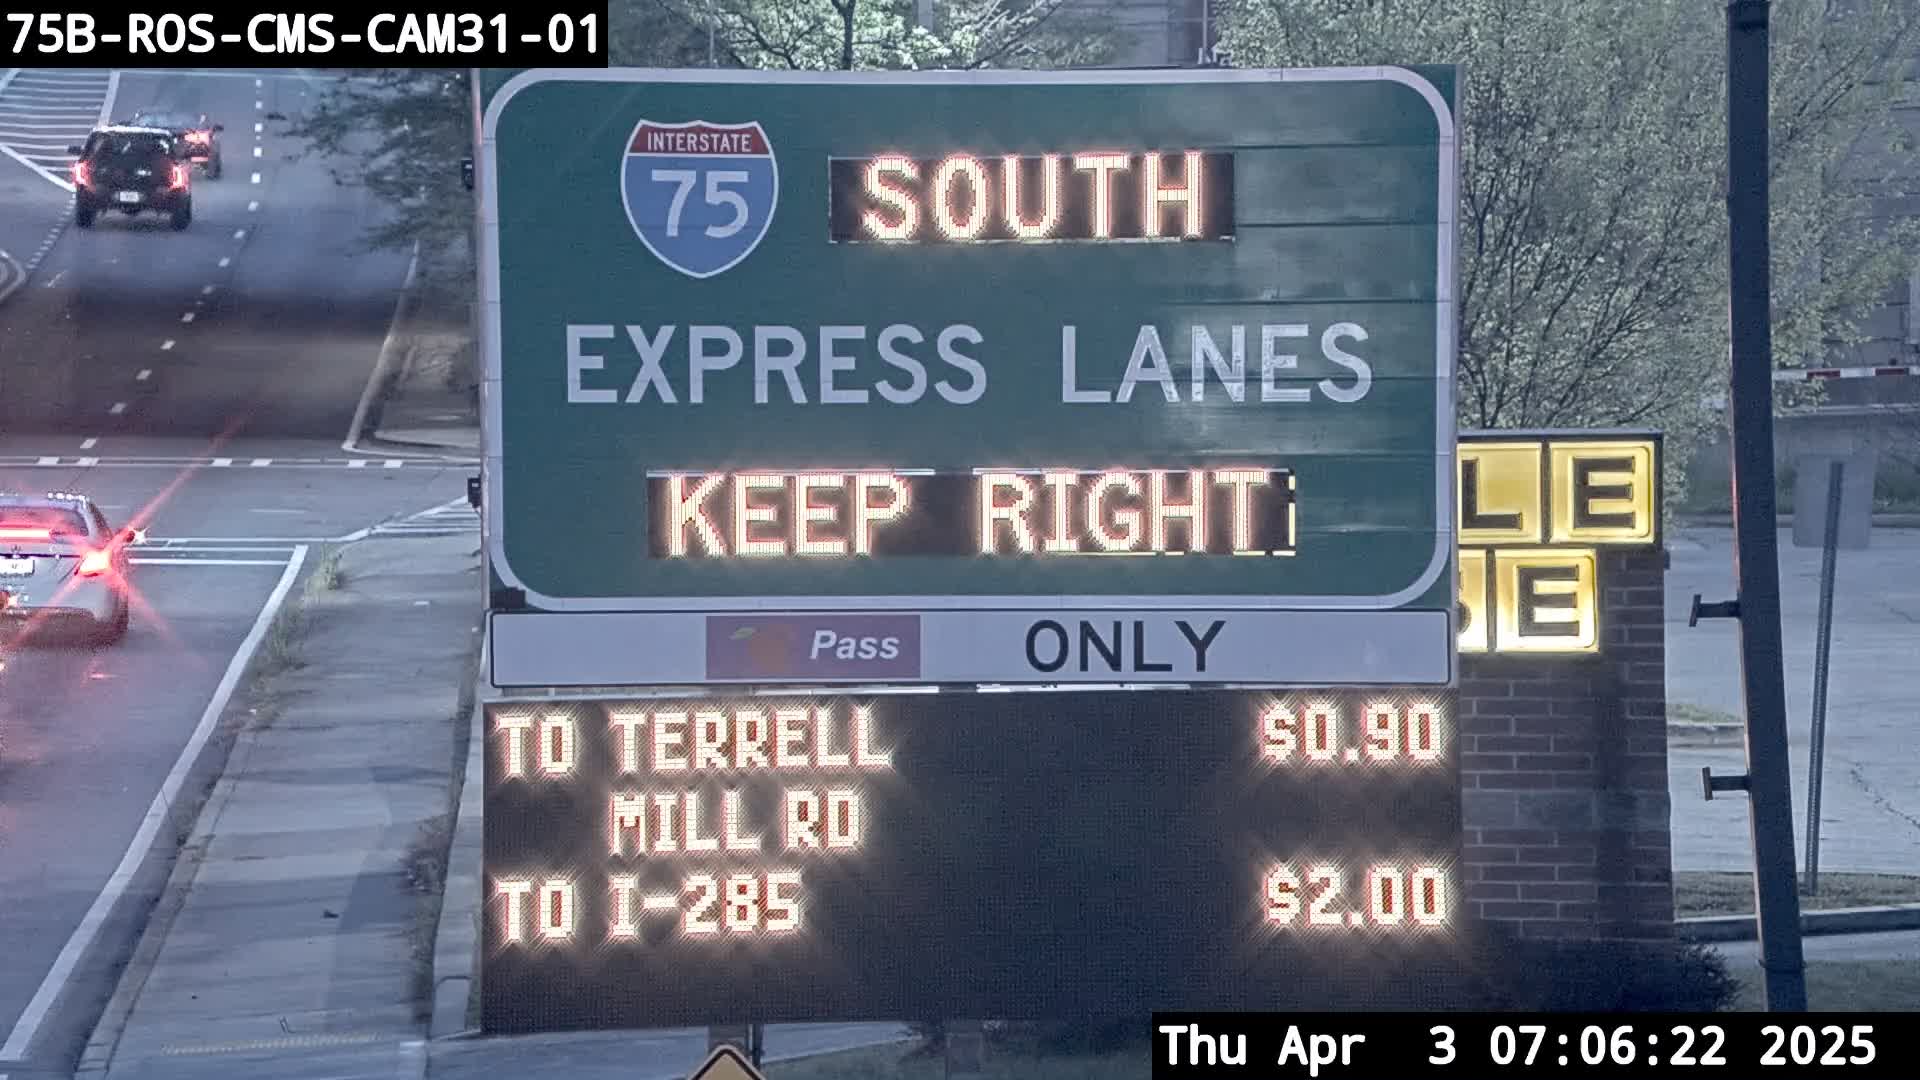 75B-ROS-CMS-CAM31-01
INTERSTATE
75
SOUTH
EXPRESS LANES
KEEP RIGHT
Pass ONLY
LE
E
TO TERRELL $0.90
MILL RD
TO I-285 $2.00
Thu Apr 3 07:06:22 2025